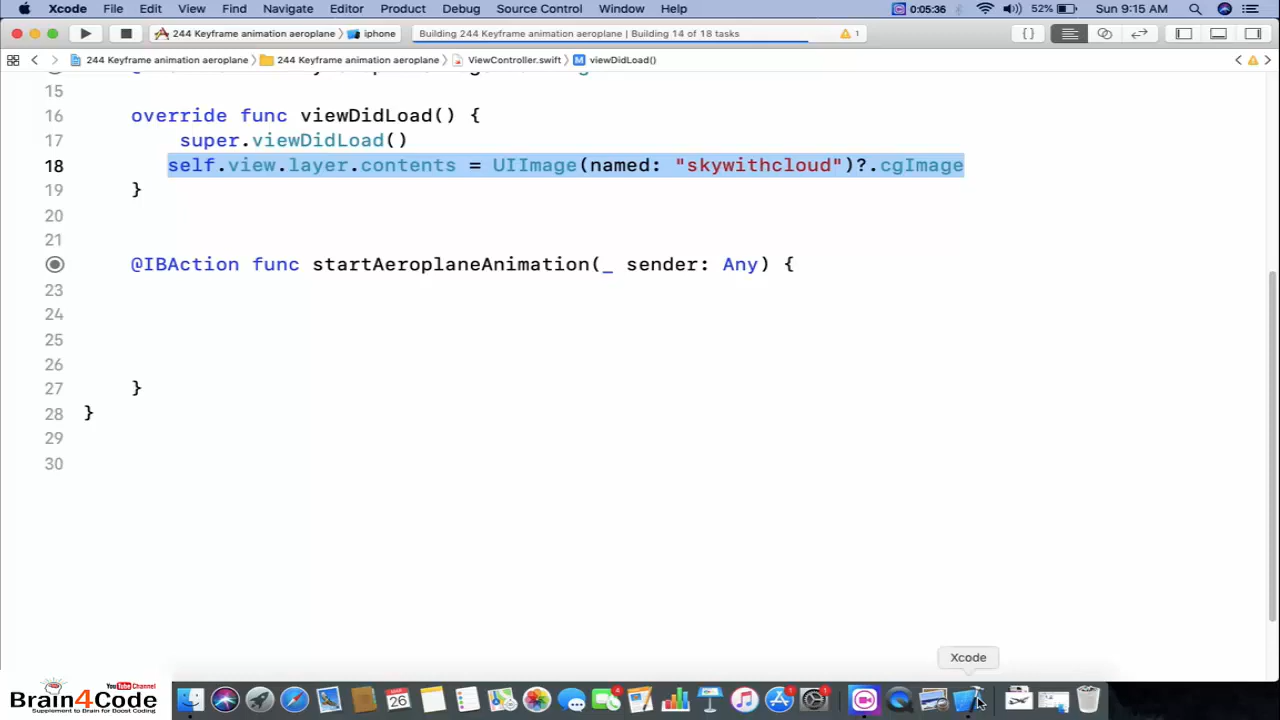 Xcode File Edit View Find Navigate Editor Product Debug Source Control Window Help 00:05:36 52% Sun 9:15 AM
244 Keyframe animation aeroplane iphone Building 244 Keyframe animation aeroplane | Building 14 of 18 tasks 1
244 Keyframe animation aeroplane 244 Keyframe animation aeroplane ViewController.swift M viewDidLoad()
15
16 override func viewDidLoad() {
17 super.viewDidLoad()
18 self.view.layer.contents = UIImage(named: "skywithcloud")?.cgImage
19 }
20
21
@IBAction func startAeroplaneAnimation(_ sender: Any) {
23
24
25
26
27 }
28 }
29
30
Xcode
YouTube Channel
Brain4Code
Supplement to Brain for Boost Coding